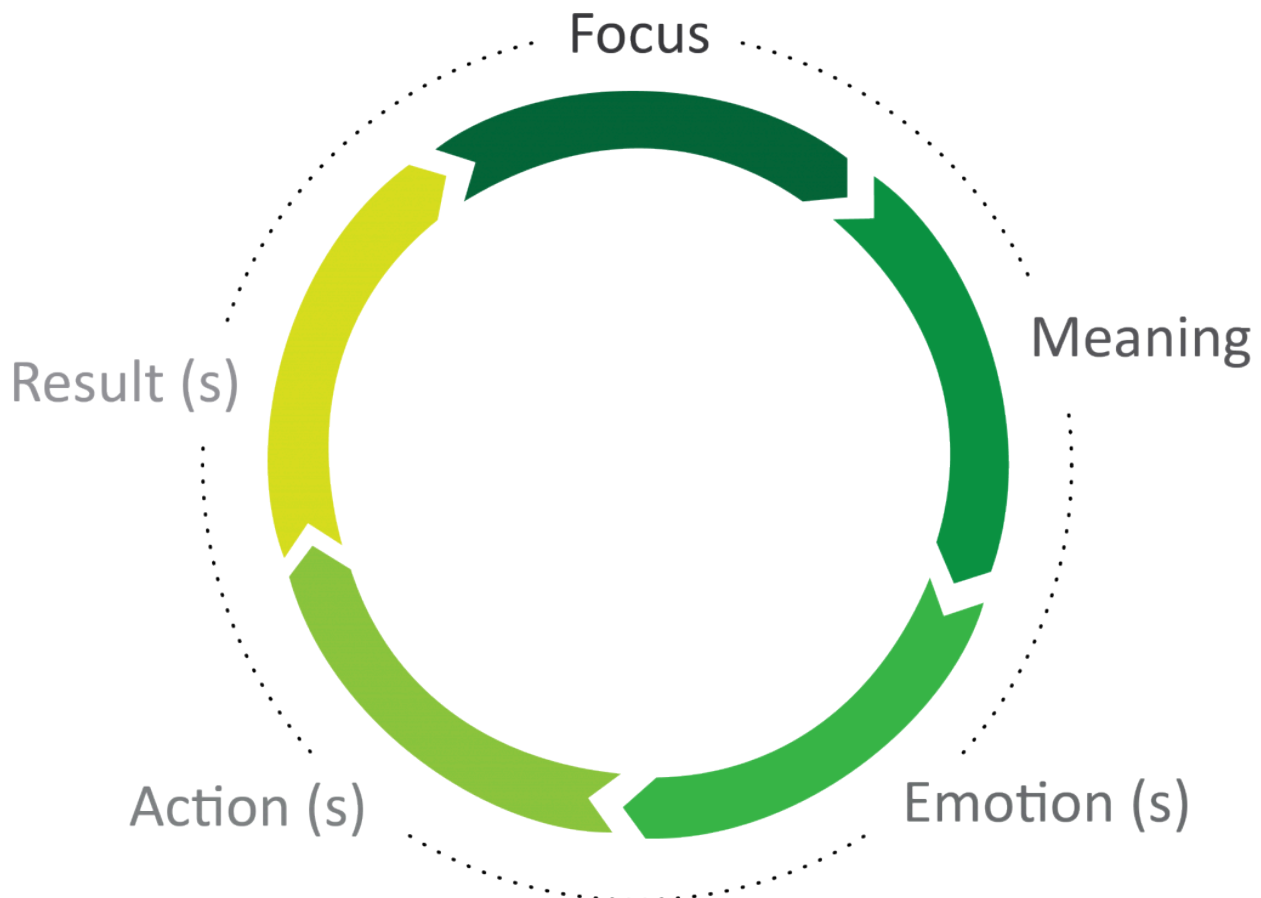 Focus
Meaning
Emotion (s)
Action (s)
Result (s)